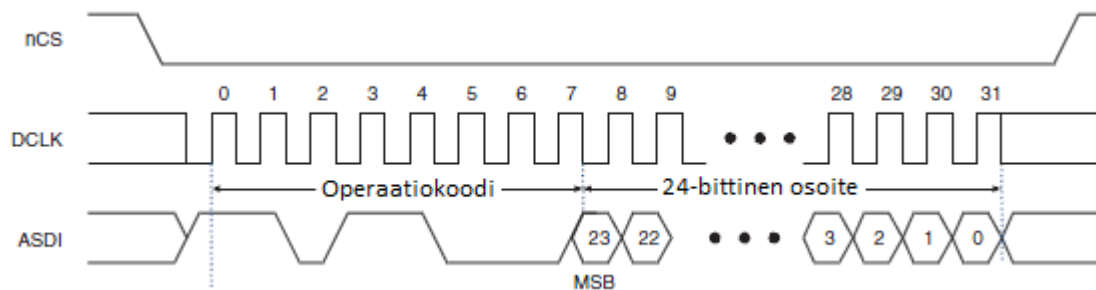 nCS
0 1 2 3 4 5 6 7 8 9 28 29 30 31
DCLK
Operaatiokoodi 24-bittinen osoite
ASDI 23 22 3 2 1 0
MSB